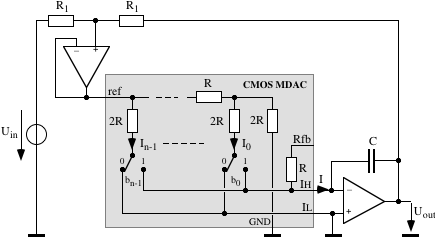 R1 R1
− +
ref R CMOS MDAC
2R 2R 2R
Uin In-1 I0 Rfb C
0 1 0 1
bn-1 b0 R
IH I −
IL +
GND Uout